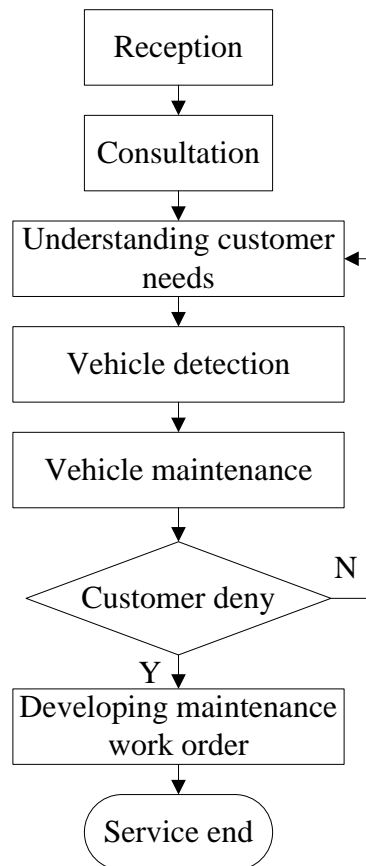 Reception
Consultation
Understanding customer
needs
Vehicle detection
Vehicle maintenance
Customer deny
N
Y
Developing maintenance
work order
Service end